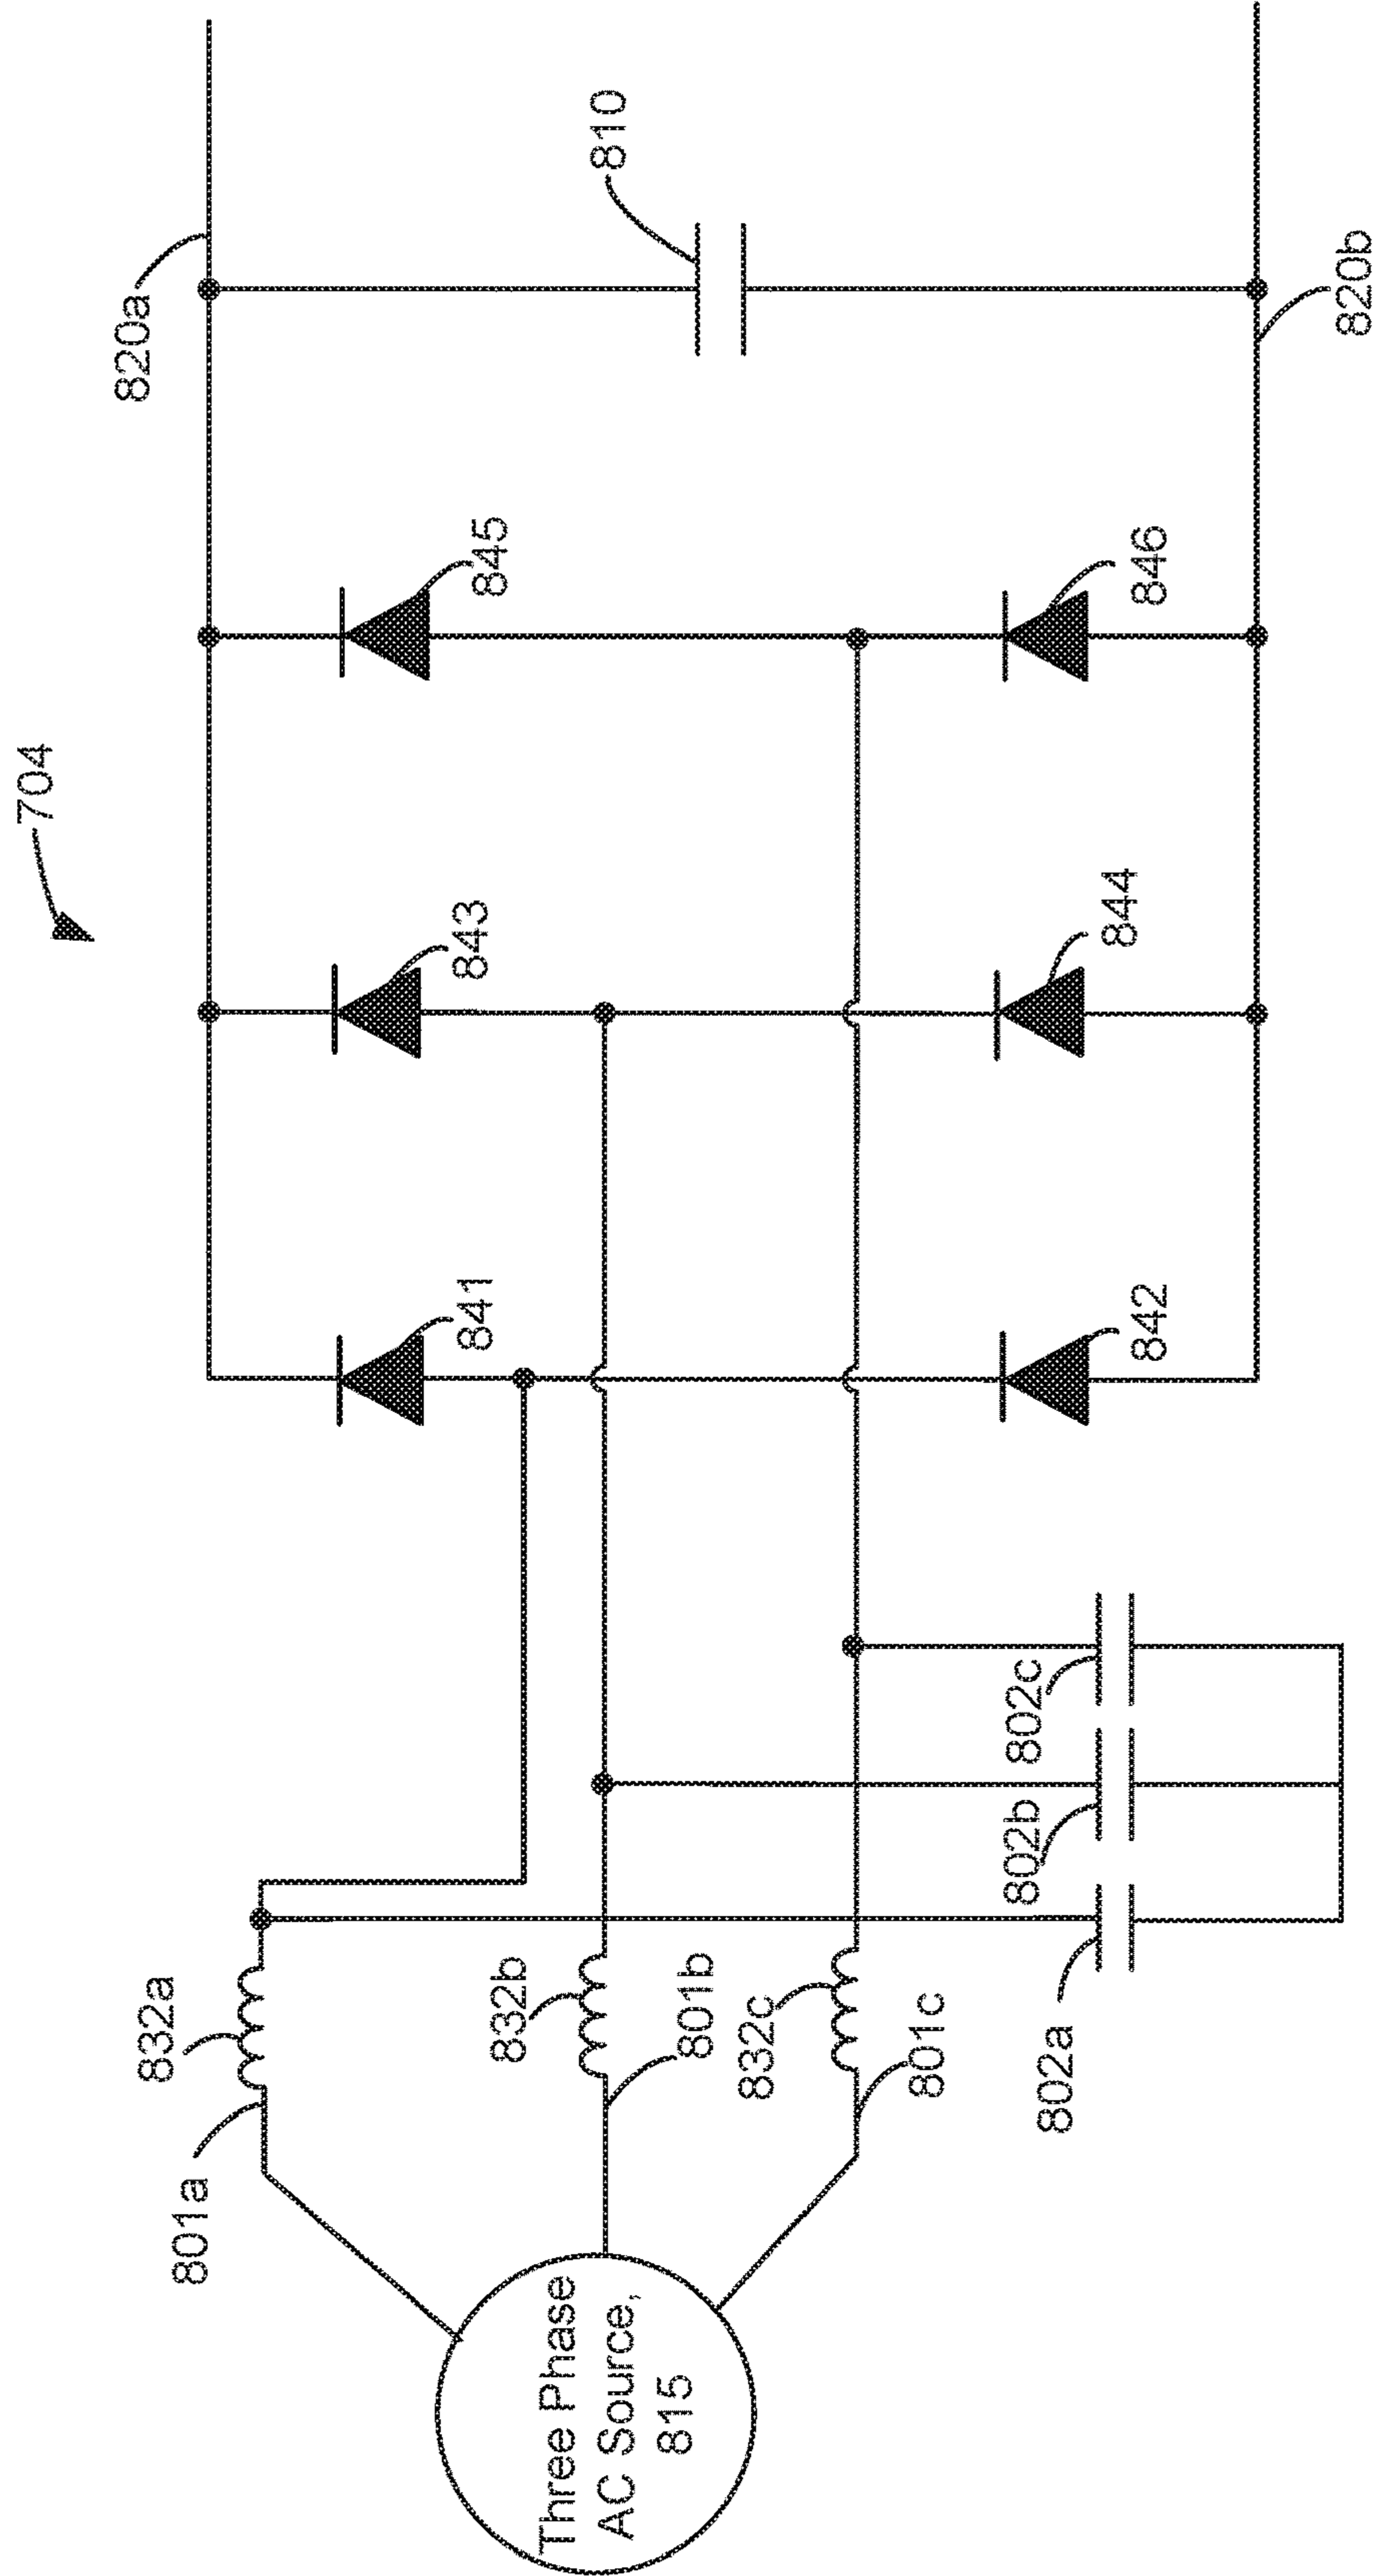 704
820a
810
845
843
841
846
844
842
820b
832a
801a
832b
801b
832c
801c
802c
802b
802a
Three Phase
AC Source,
815